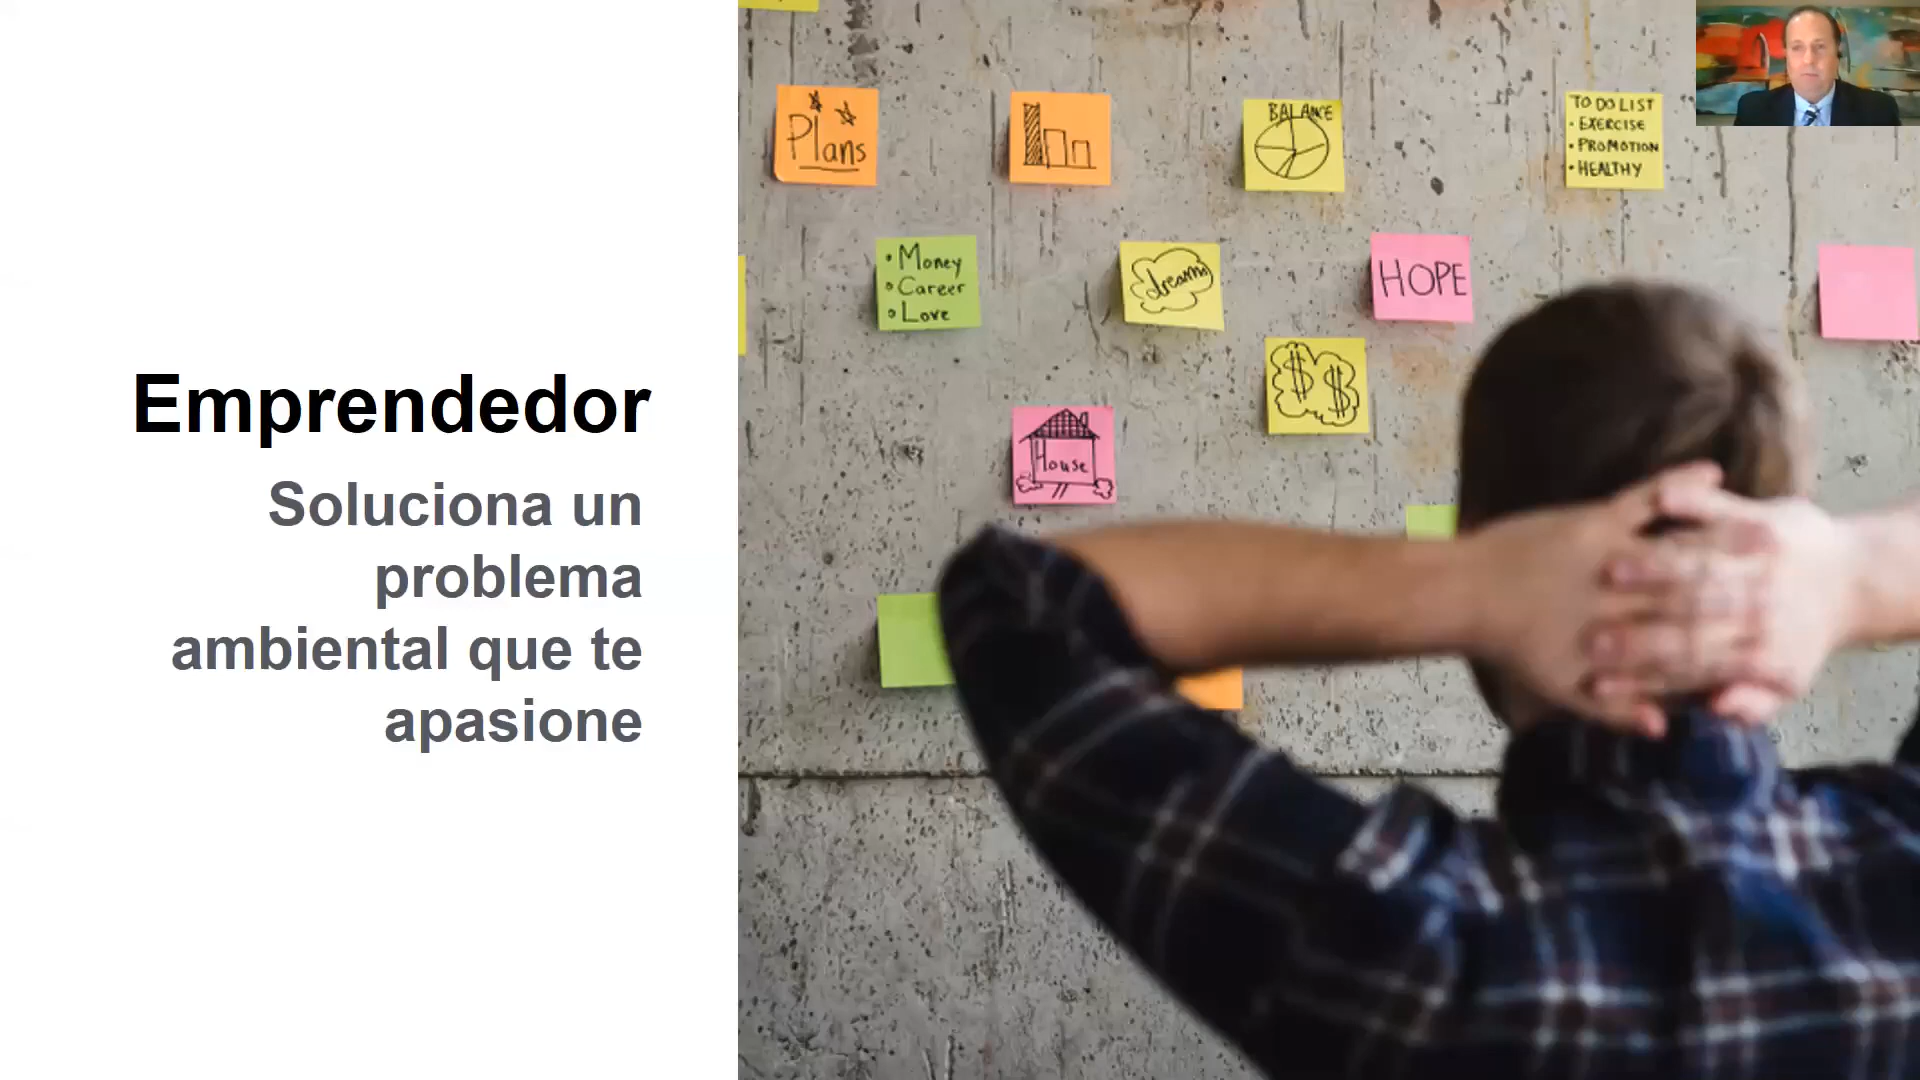 Emprendedor
Soluciona un
problema
ambiental que te
apasione
Plans
BALANCE
TO DO LIST
• EXERCISE
• PROMOTION
• HEALTHY
• Money
• Career
• Love
dreams
HOPE
$ $
House